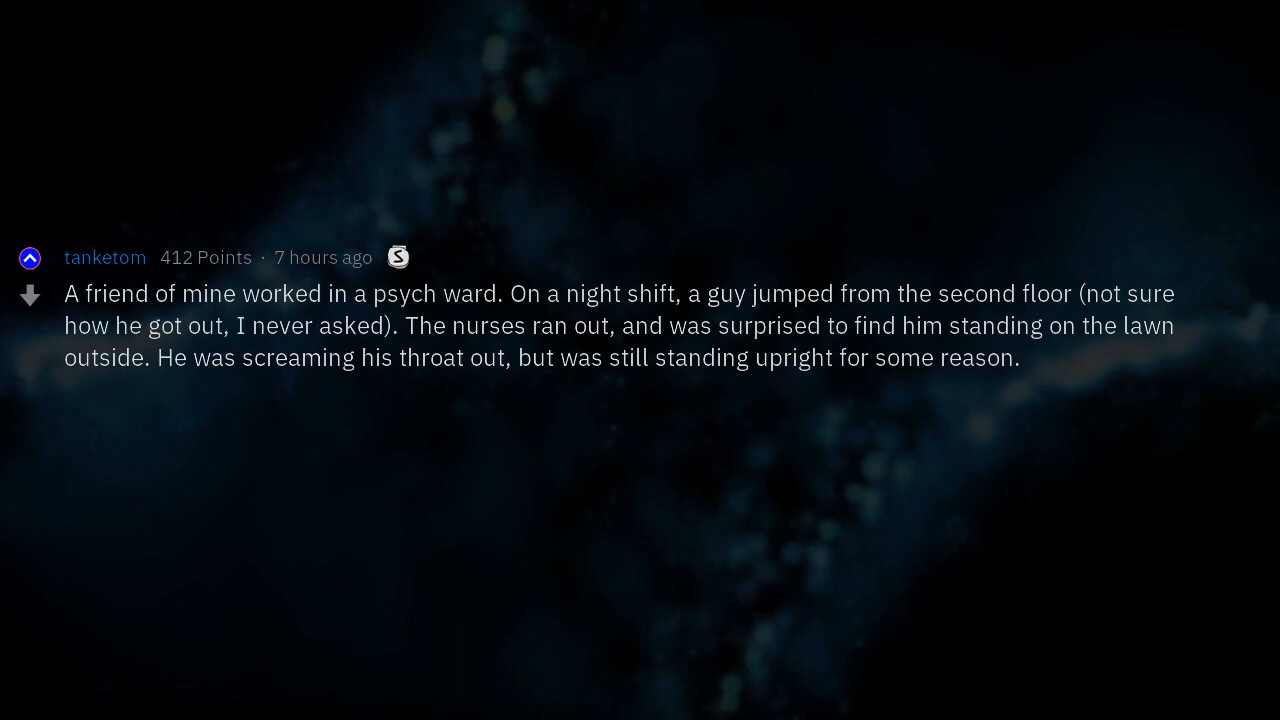 tanketom 412 Points · 7 hours ago S
A friend of mine worked in a psych ward. On a night shift, a guy jumped from the second floor (not sure
how he got out, I never asked). The nurses ran out, and was surprised to find him standing on the lawn
outside. He was screaming his throat out, but was still standing upright for some reason.